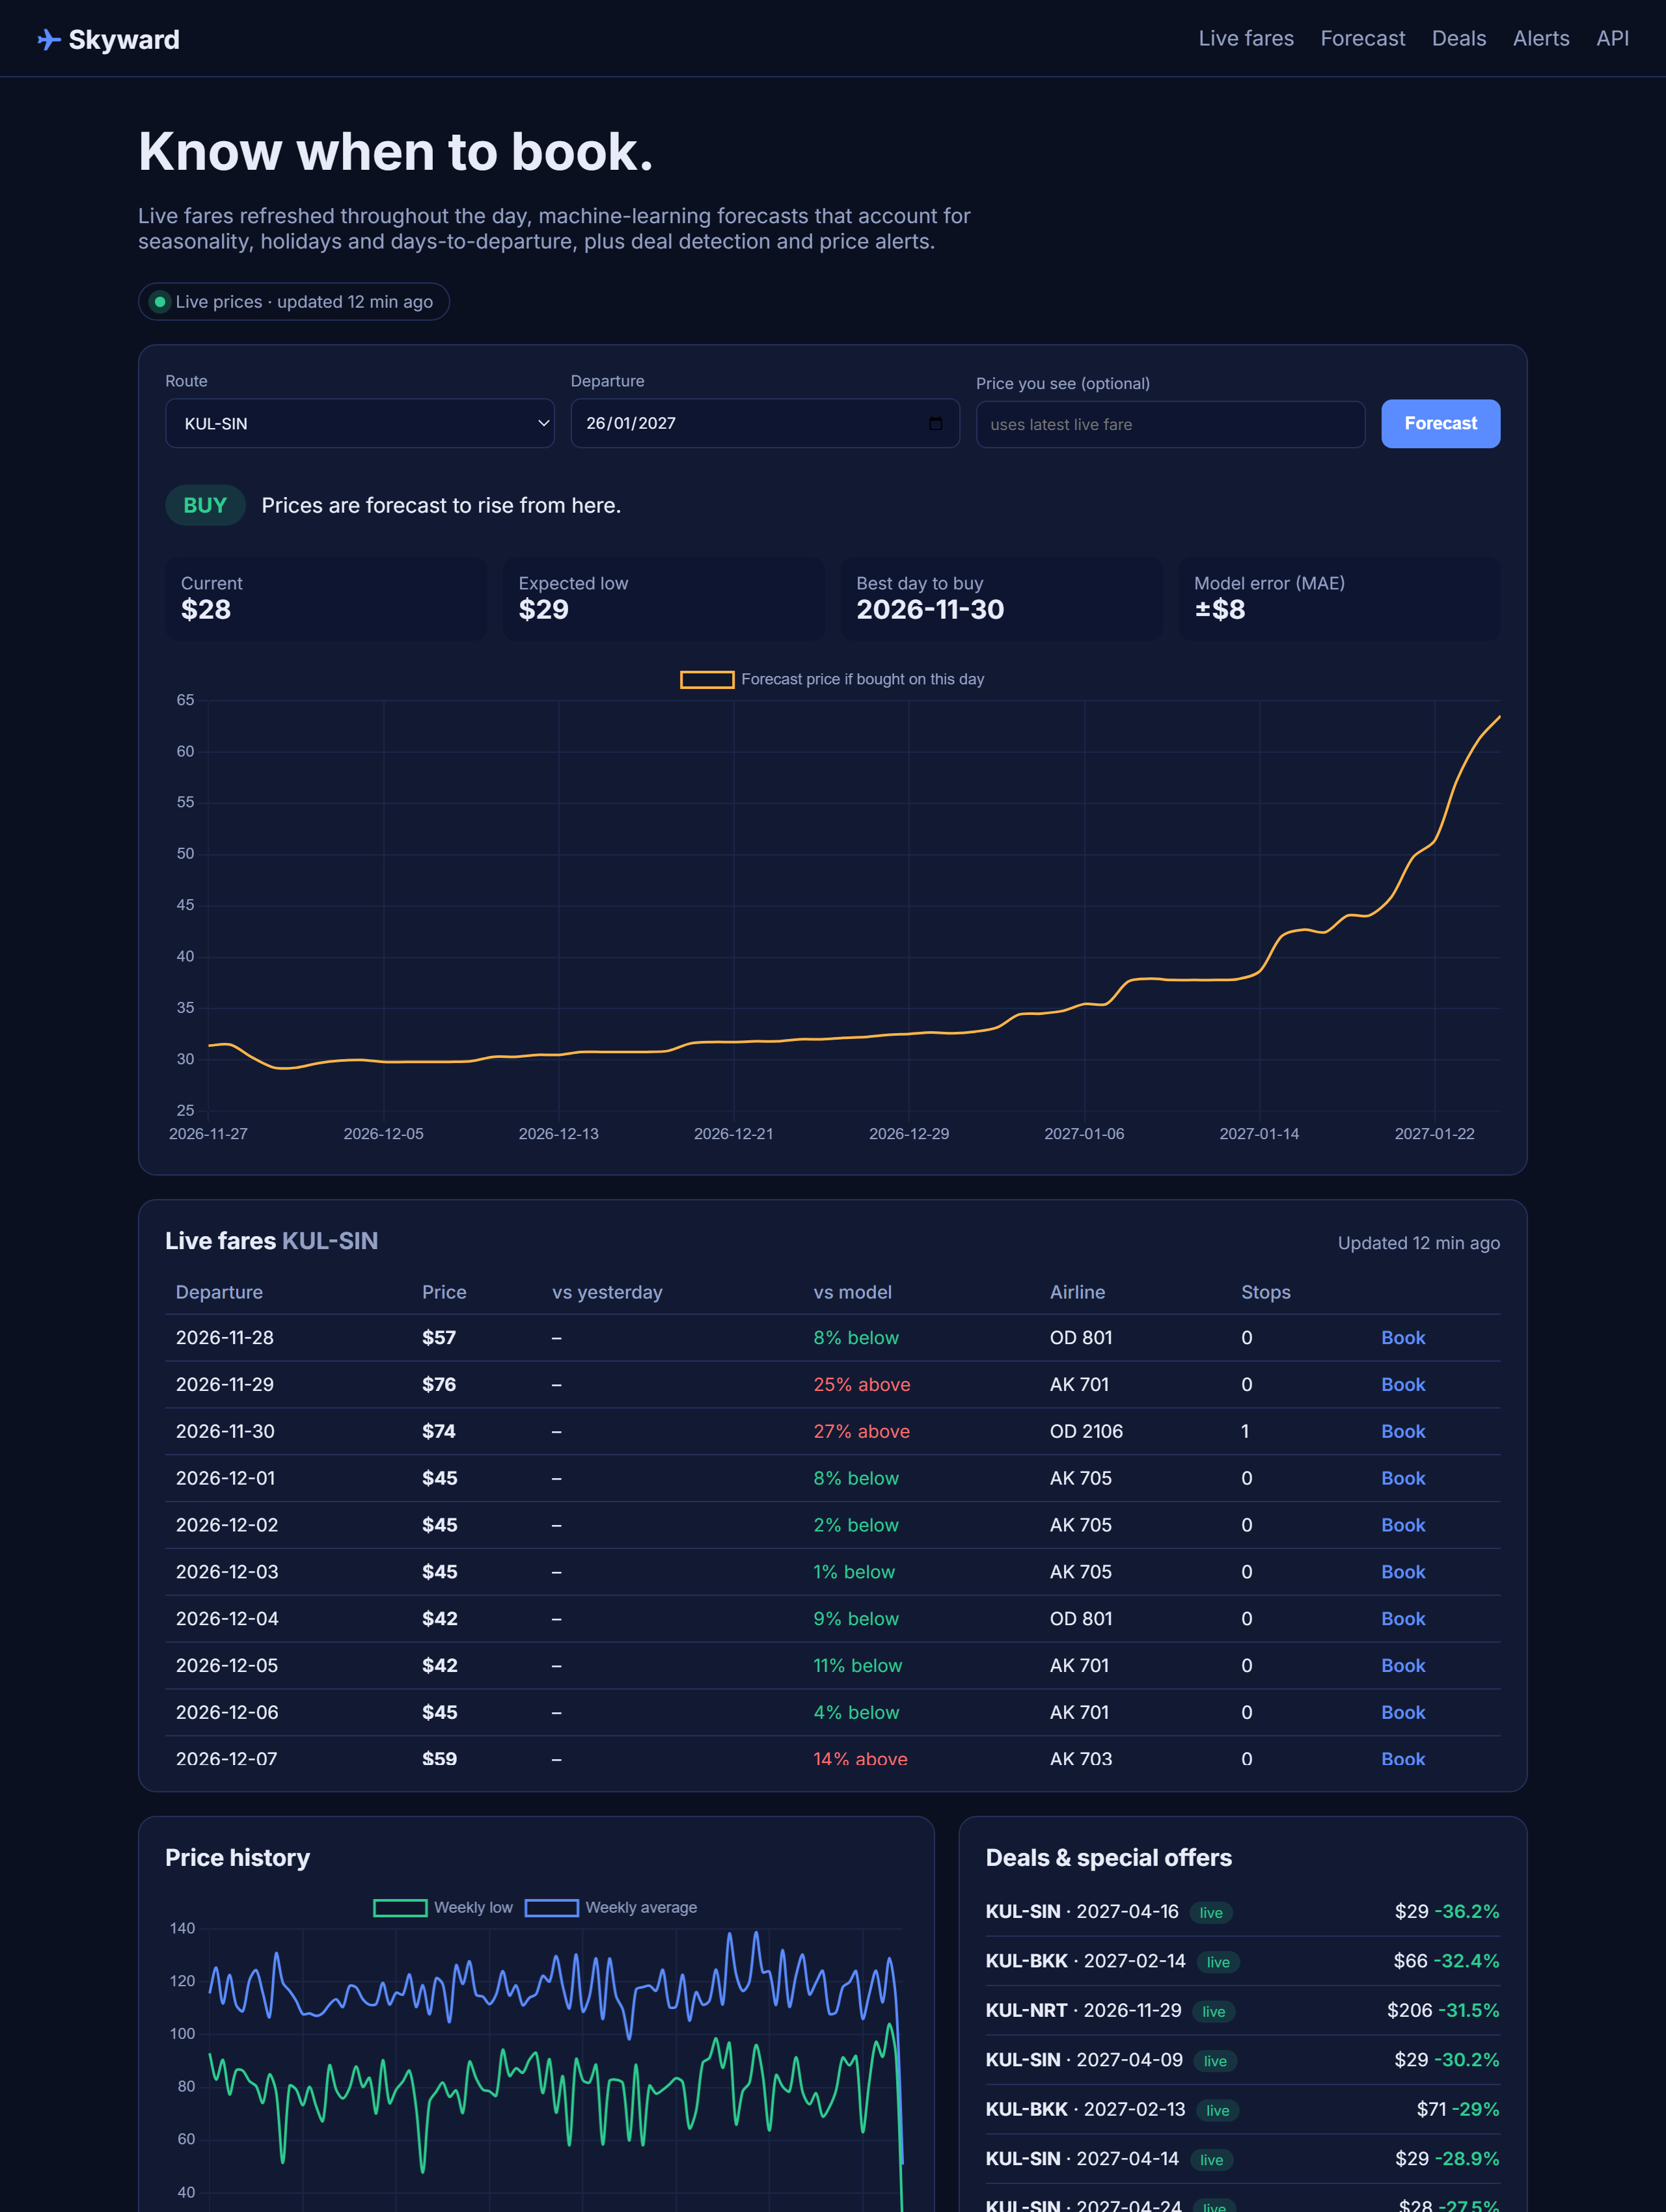 Skyward
Live fares Forecast Deals Alerts API
Know when to book.
Live fares refreshed throughout the day, machine-learning forecasts that account for
seasonality, holidays and days-to-departure, plus deal detection and price alerts.
Live prices · updated 12 min ago
Route Departure Price you see (optional)
KUL-SIN 26/01/2027 uses latest live fare Forecast
BUY Prices are forecast to rise from here.
Current Expected low Best day to buy Model error (MAE)
$28 $29 2026-11-30 ±$8
Forecast price if bought on this day
65
60
55
50
45
40
35
30
25
2026-11-27 2026-12-05 2026-12-13 2026-12-21 2026-12-29 2027-01-06 2027-01-14 2027-01-22
Live fares KUL-SIN Updated 12 min ago
Departure Price vs yesterday vs model Airline Stops
2026-11-28 $57 – 8% below OD 801 0 Book
2026-11-29 $76 – 25% above AK 701 0 Book
2026-11-30 $74 – 27% above OD 2106 1 Book
2026-12-01 $45 – 8% below AK 705 0 Book
2026-12-02 $45 – 2% below AK 705 0 Book
2026-12-03 $45 – 1% below AK 705 0 Book
2026-12-04 $42 – 9% below OD 801 0 Book
2026-12-05 $42 – 11% below AK 701 0 Book
2026-12-06 $45 – 4% below AK 701 0 Book
2026-12-07 $59 – 14% above AK 703 0 Book
Price history
Weekly low Weekly average
140
120
100
80
60
40
Deals & special offers
KUL-SIN · 2027-04-16 live $29 -36.2%
KUL-BKK · 2027-02-14 live $66 -32.4%
KUL-NRT · 2026-11-29 live $206 -31.5%
KUL-SIN · 2027-04-09 live $29 -30.2%
KUL-BKK · 2027-02-13 live $71 -29%
KUL-SIN · 2027-04-14 live $29 -28.9%
KUL-SIN · 2027-04-24 live $28 -27.5%